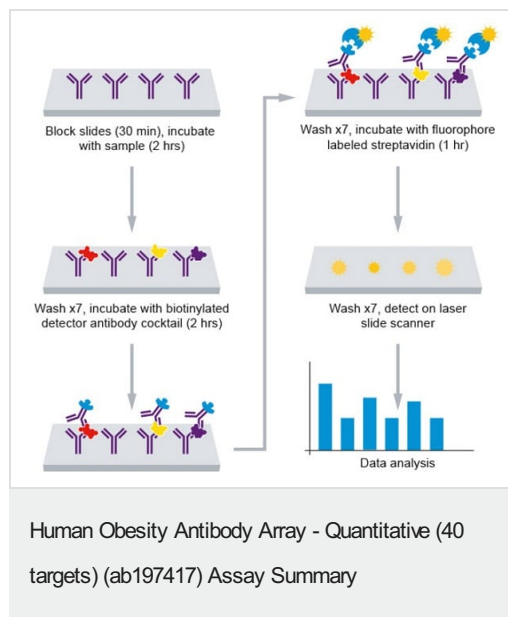 Block slides (30 min), incubate
with sample (2 hrs)
Wash x7, incubate with biotinylated
detector antibody cocktail (2 hrs)
Wash x7, incubate with fluorophore
labeled streptavidin (1 hr)
Wash x7, detect on laser
slide scanner
Data analysis
Human Obesity Antibody Array - Quantitative (40
targets) (ab197417) Assay Summary